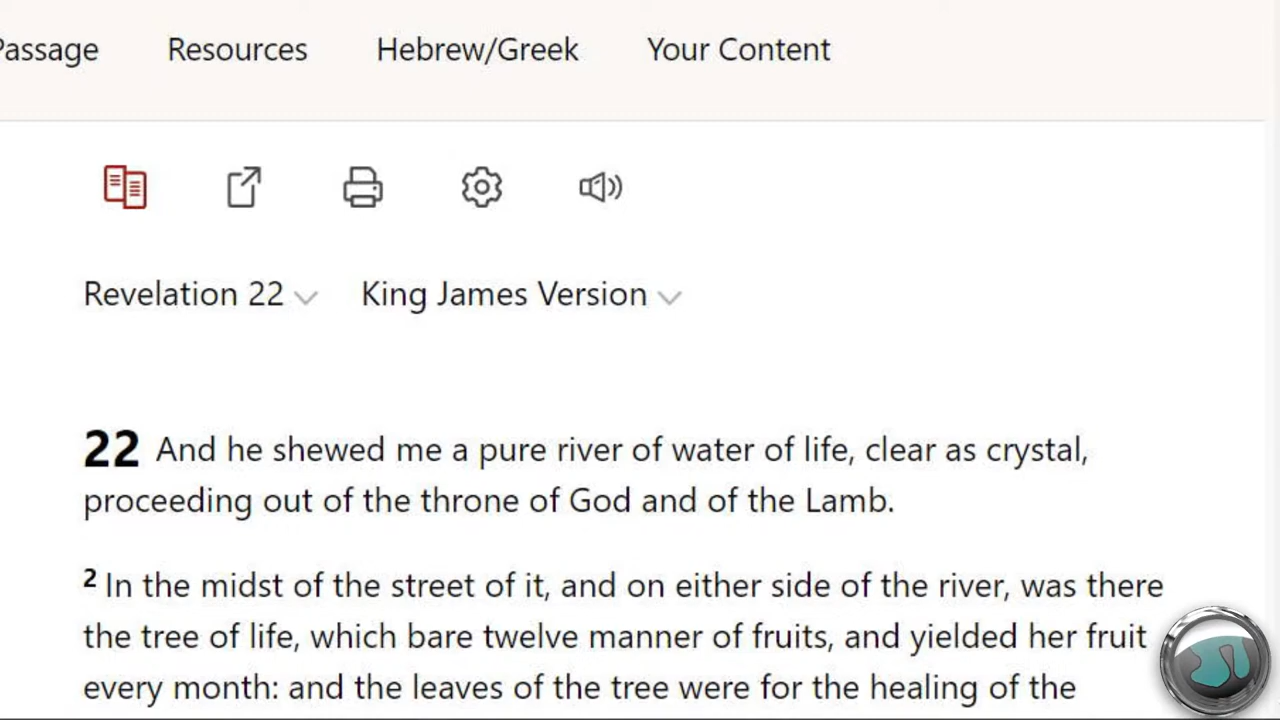 Passage Resources Hebrew/Greek Your Content
Revelation 22 King James Version
22 And he shewed me a pure river of water of life, clear as crystal,
proceeding out of the throne of God and of the Lamb.
2 In the midst of the street of it, and on either side of the river, was there
the tree of life, which bare twelve manner of fruits, and yielded her fruit
every month: and the leaves of the tree were for the healing of the